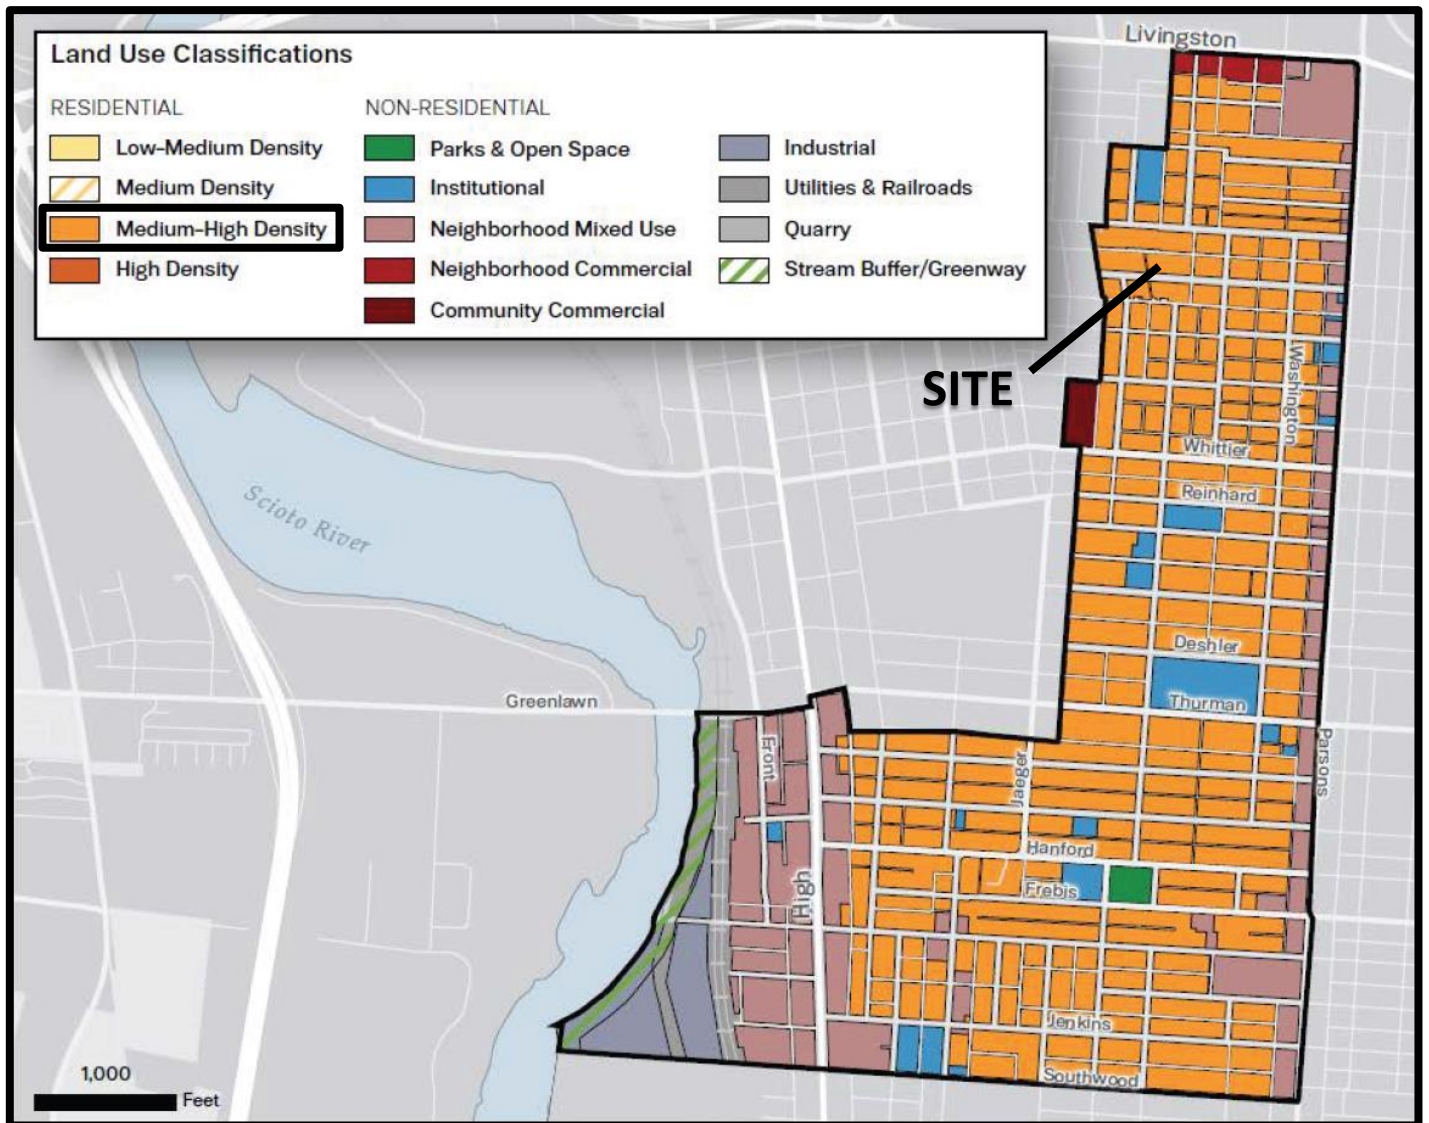 Livingston
Land Use Classifications
RESIDENTIAL
NON-RESIDENTIAL
Low-Medium Density
Medium Density
Medium-High Density
High Density
Parks & Open Space
Institutional
Neighborhood Mixed Use
Neighborhood Commercial
Community Commercial
Industrial
Utilities & Railroads
Quarry
Stream Buffer/Greenway
SITE
Washington
Whittier
Reinhard
Scioto River
Deshler
Thurman
Greenlawn
Front
Jaeger
Parsons
Hanford
Frebis
High
Jenkins
Southwood
1,000
Feet